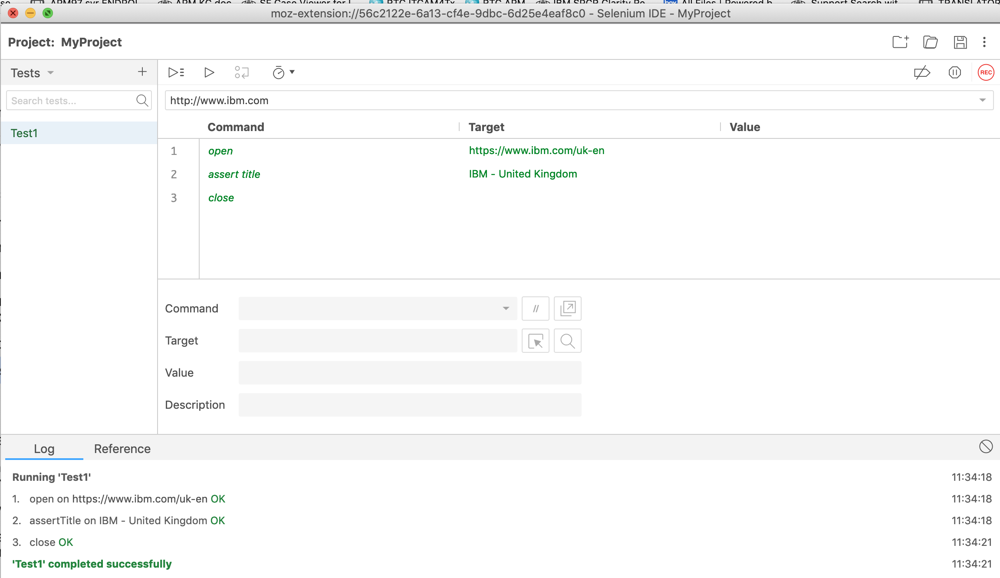 moz-extension://56c2122e-6a13-cf4e-9dbc-6d25e4eaf8c0 - Selenium IDE - MyProject
Project: MyProject
Tests
REC
Search tests...
http://www.ibm.com
Command Target Value
Test1
1 open https://www.ibm.com/uk-en
2 assert title IBM - United Kingdom
3 close
Command //
Target
Value
Description
Log Reference
Running 'Test1' 11:34:18
1. open on https://www.ibm.com/uk-en OK 11:34:18
2. assertTitle on IBM - United Kingdom OK 11:34:18
3. close OK 11:34:21
'Test1' completed successfully 11:34:21